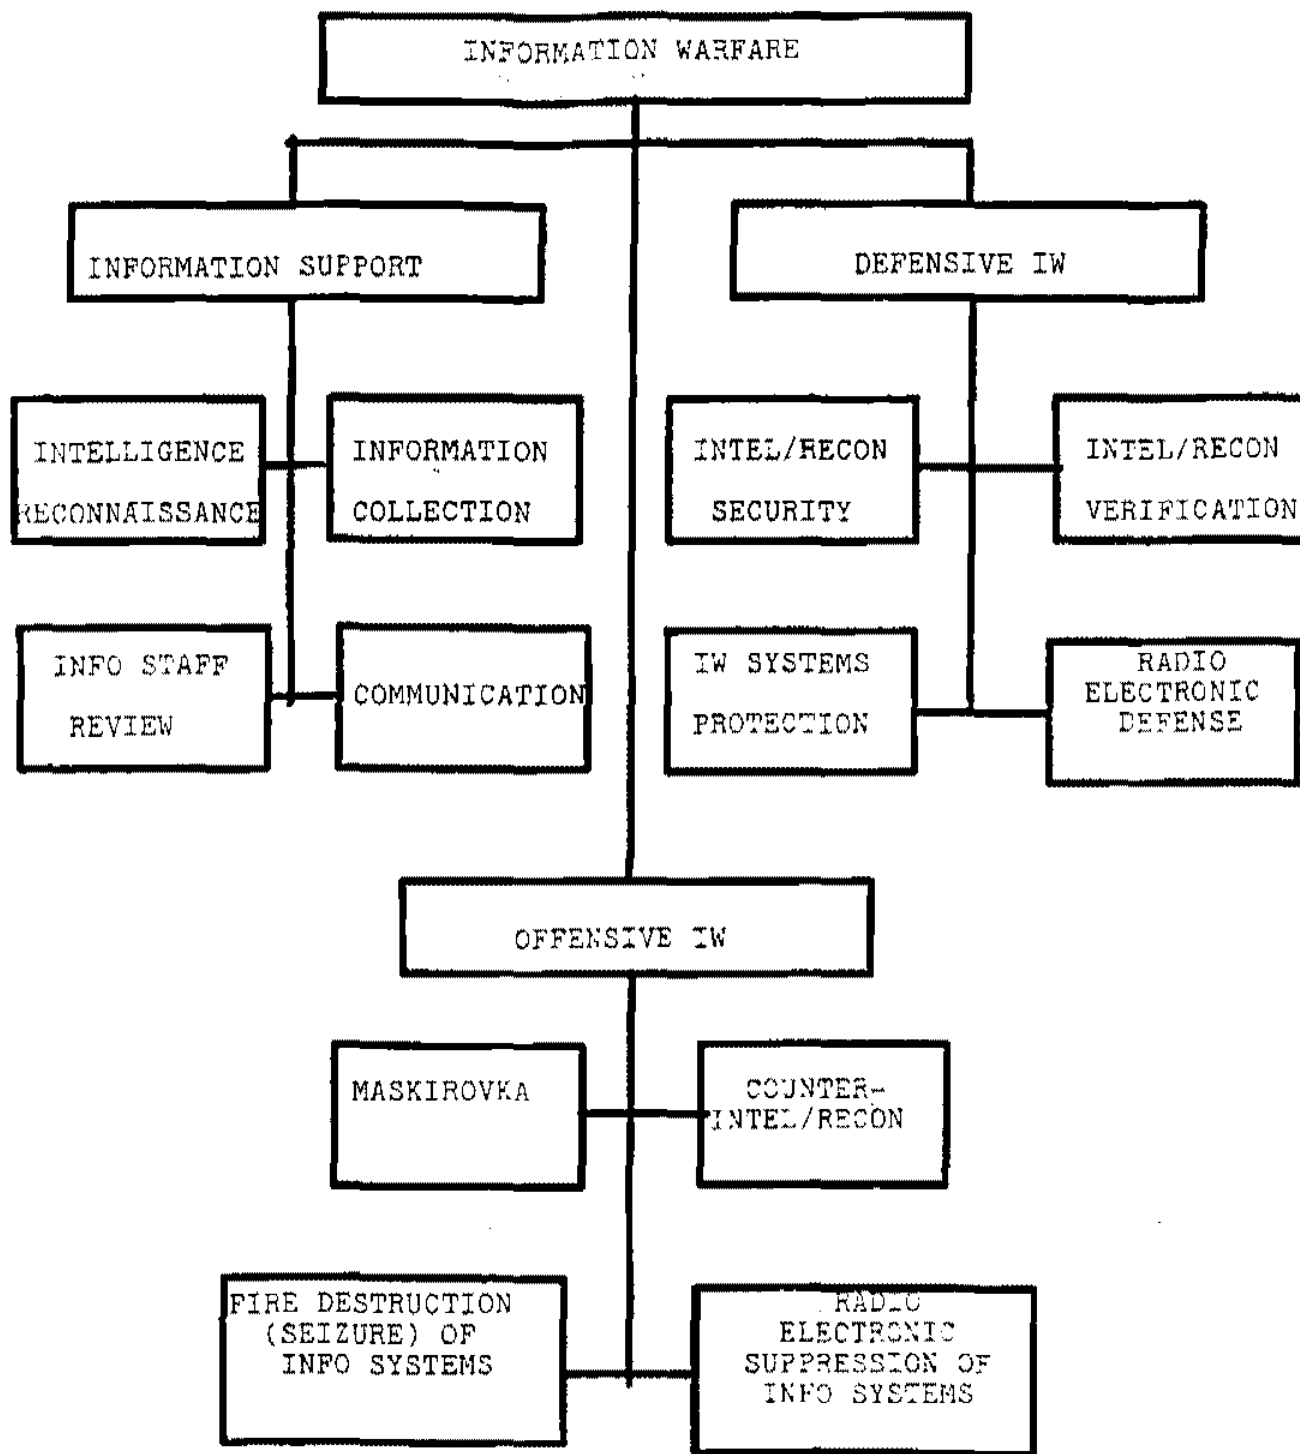 INFORMATION WARFARE
INFORMATION SUPPORT
DEFENSIVE IW
INTELLIGENCE
RECONNAISSANCE
INFORMATION
COLLECTION
INTEL/RECON
SECURITY
INTEL/RECON
VERIFICATION
INFO STAFF
REVIEW
COMMUNICATION
IW SYSTEMS
PROTECTION
RADIO
ELECTRONIC
DEFENSE
OFFENSIVE IW
MASKIROVKA
COUNTER-
INTEL/RECON
FIRE DESTRUCTION
(SEIZURE) OF
INFO SYSTEMS
RADIO
ELECTRONIC
SUPPRESSION OF
INFO SYSTEMS